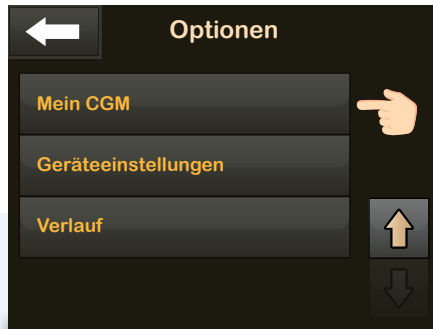 Optionen
Mein CGM
Geräteeinstellungen
Verlauf